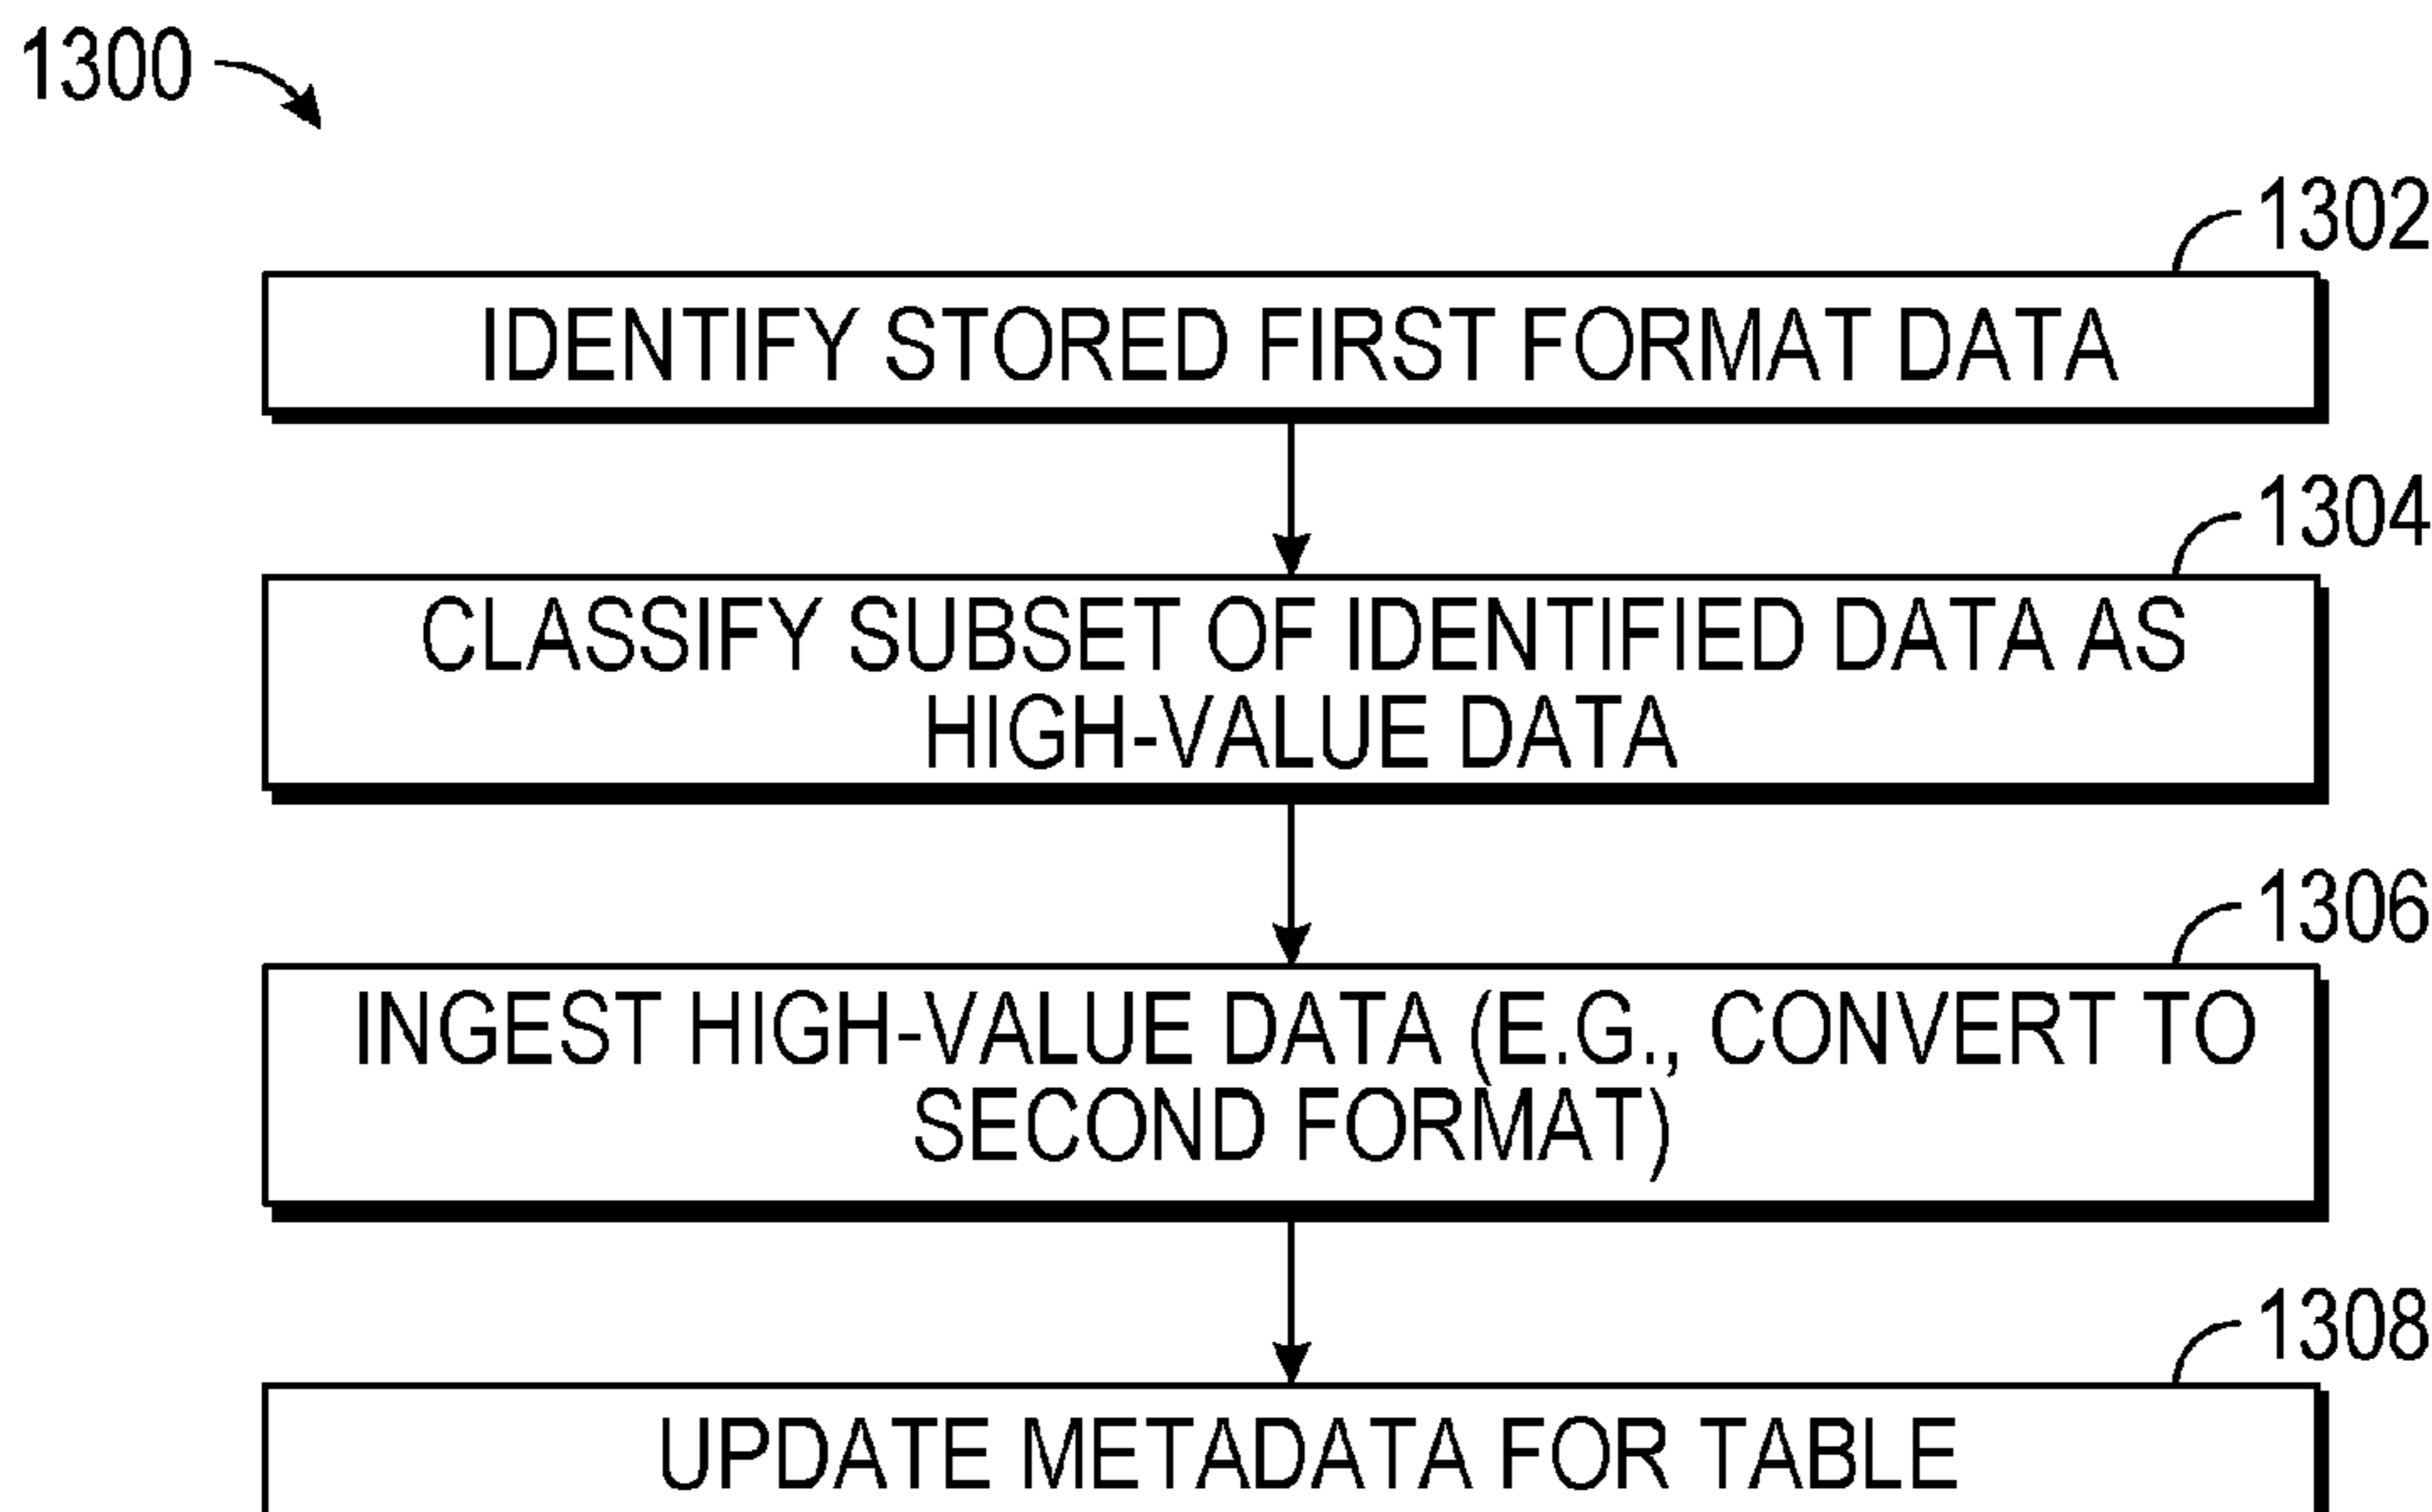 1300
1302
IDENTIFY STORED FIRST FORMAT DATA
1304
CLASSIFY SUBSET OF IDENTIFIED DATA AS
HIGH-VALUE DATA
1306
INGEST HIGH-VALUE DATA (E.G., CONVERT TO
SECOND FORMAT)
1308
UPDATE METADATA FOR TABLE